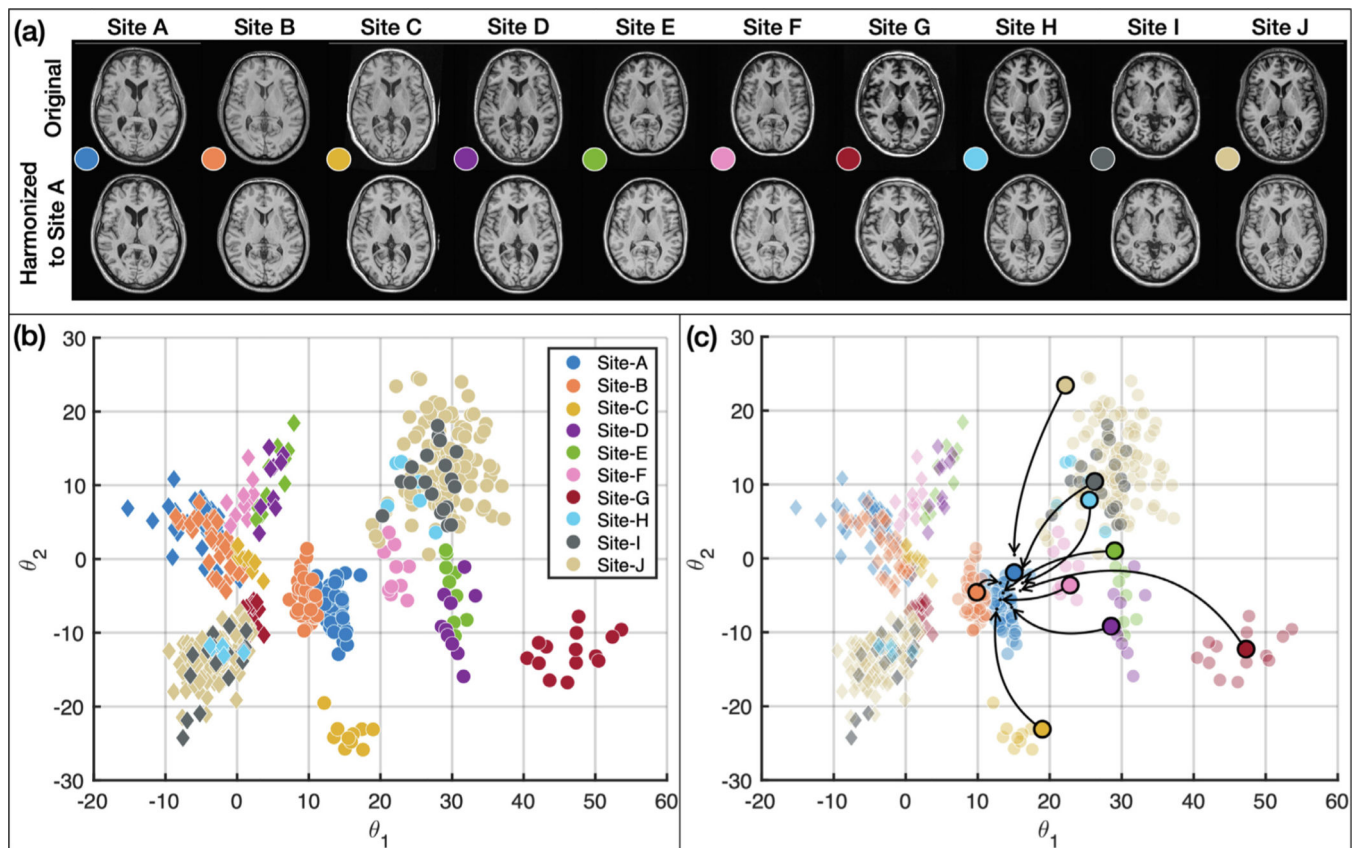 (a) Site A Site B Site C Site D Site E Site F Site G Site H Site I Site J
Original
Harmonized
to Site A
(b)
30
20
10
0
-10
-20
-30
θ2
-20 -10 0 10 20 30 40 50 60
θ1
Site-A
Site-B
Site-C
Site-D
Site-E
Site-F
Site-G
Site-H
Site-I
Site-J
(c)
30
20
10
0
-10
-20
-30
θ2
-20 -10 0 10 20 30 40 50 60
θ1